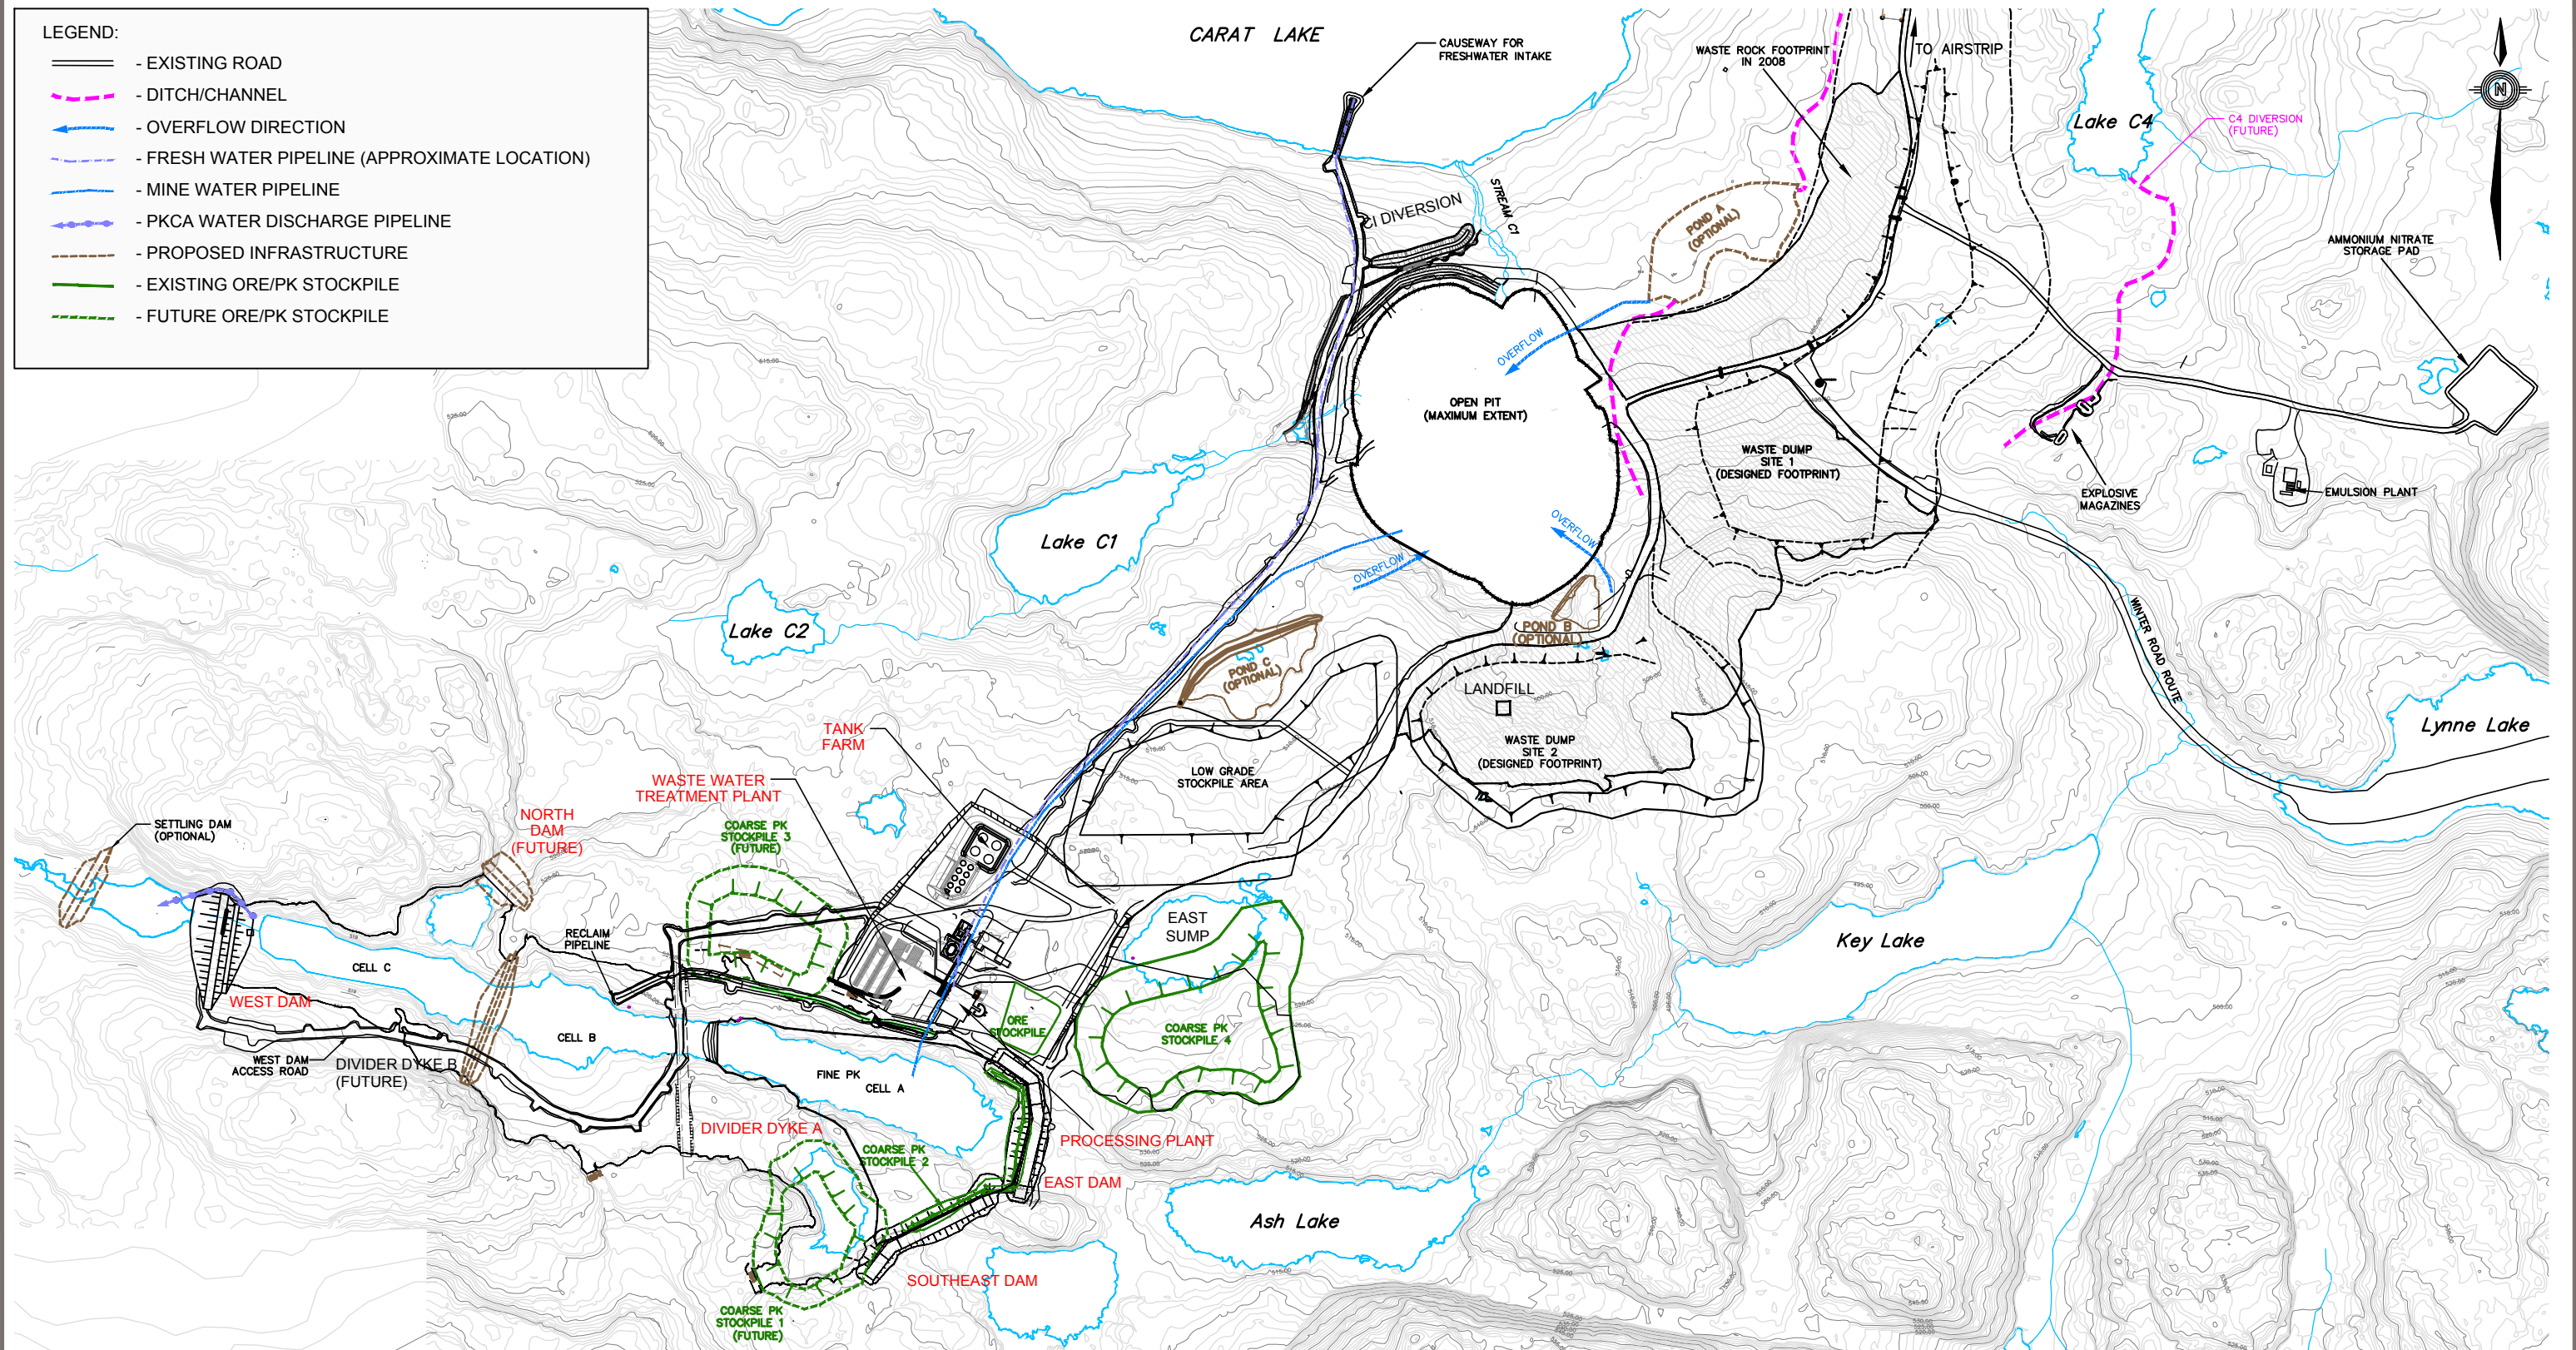 LEGEND:
- EXISTING ROAD
- DITCH/CHANNEL
- OVERFLOW DIRECTION
- FRESH WATER PIPELINE (APPROXIMATE LOCATION)
- MINE WATER PIPELINE
- PKCA WATER DISCHARGE PIPELINE
- PROPOSED INFRASTRUCTURE
- EXISTING ORE/PK STOCKPILE
- FUTURE ORE/PK STOCKPILE
CARAT LAKE
CAUSEWAY FOR
FRESHWATER INTAKE
WASTE ROCK FOOTPRINT
IN 2008
TO AIRSTRIP
N
Lake C4
C4 DIVERSION
(FUTURE)
STREAM C1
CI DIVERSION
POND A
(OPTIONAL)
AMMONIUM NITRATE
STORAGE PAD
OVERFLOW
OPEN PIT
(MAXIMUM EXTENT)
WASTE DUMP
SITE 1
(DESIGNED FOOTPRINT)
EXPLOSIVE
MAGAZINES
EMULSION PLANT
Lake C1
OVERFLOW
OVERFLOW
Lake C2
POND B
(OPTIONAL)
WINTER ROAD ROUTE
POND C
(OPTIONAL)
LANDFILL
Lynne Lake
TANK
FARM
WASTE DUMP
SITE 2
(DESIGNED FOOTPRINT)
LOW GRADE
STOCKPILE AREA
WASTE WATER
TREATMENT PLANT
SETTLING DAM
(OPTIONAL)
NORTH
DAM
(FUTURE)
COARSE PK
STOCKPILE 3
(FUTURE)
EAST
SUMP
Key Lake
RECLAIM
PIPELINE
CELL C
WEST DAM
CELL B
ORE
STOCKPILE
COARSE PK
STOCKPILE 4
WEST DAM
ACCESS ROAD
DIVIDER DYKE B
(FUTURE)
FINE PK
CELL A
DIVIDER DYKE A
PROCESSING PLANT
COARSE PK
STOCKPILE 2
EAST DAM
Ash Lake
SOUTHEAST DAM
COARSE PK
STOCKPILE 1
(FUTURE)